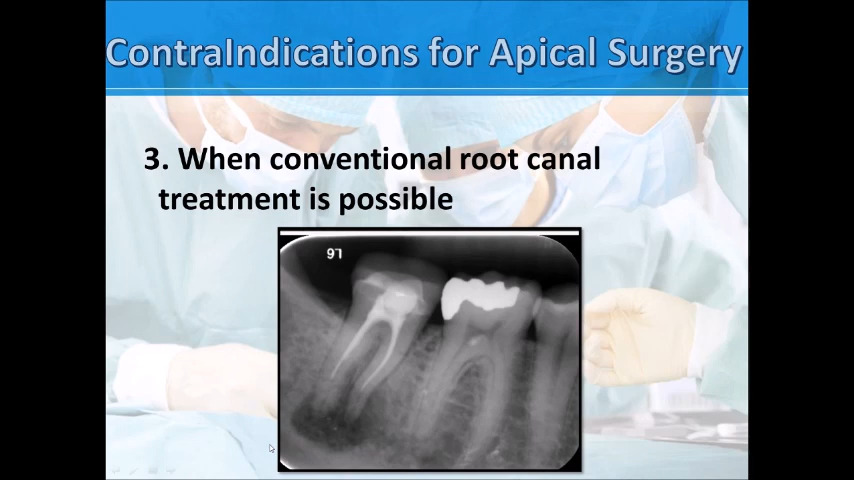 ContraIndications for Apical Surgery
3. When conventional root canal
treatment is possible